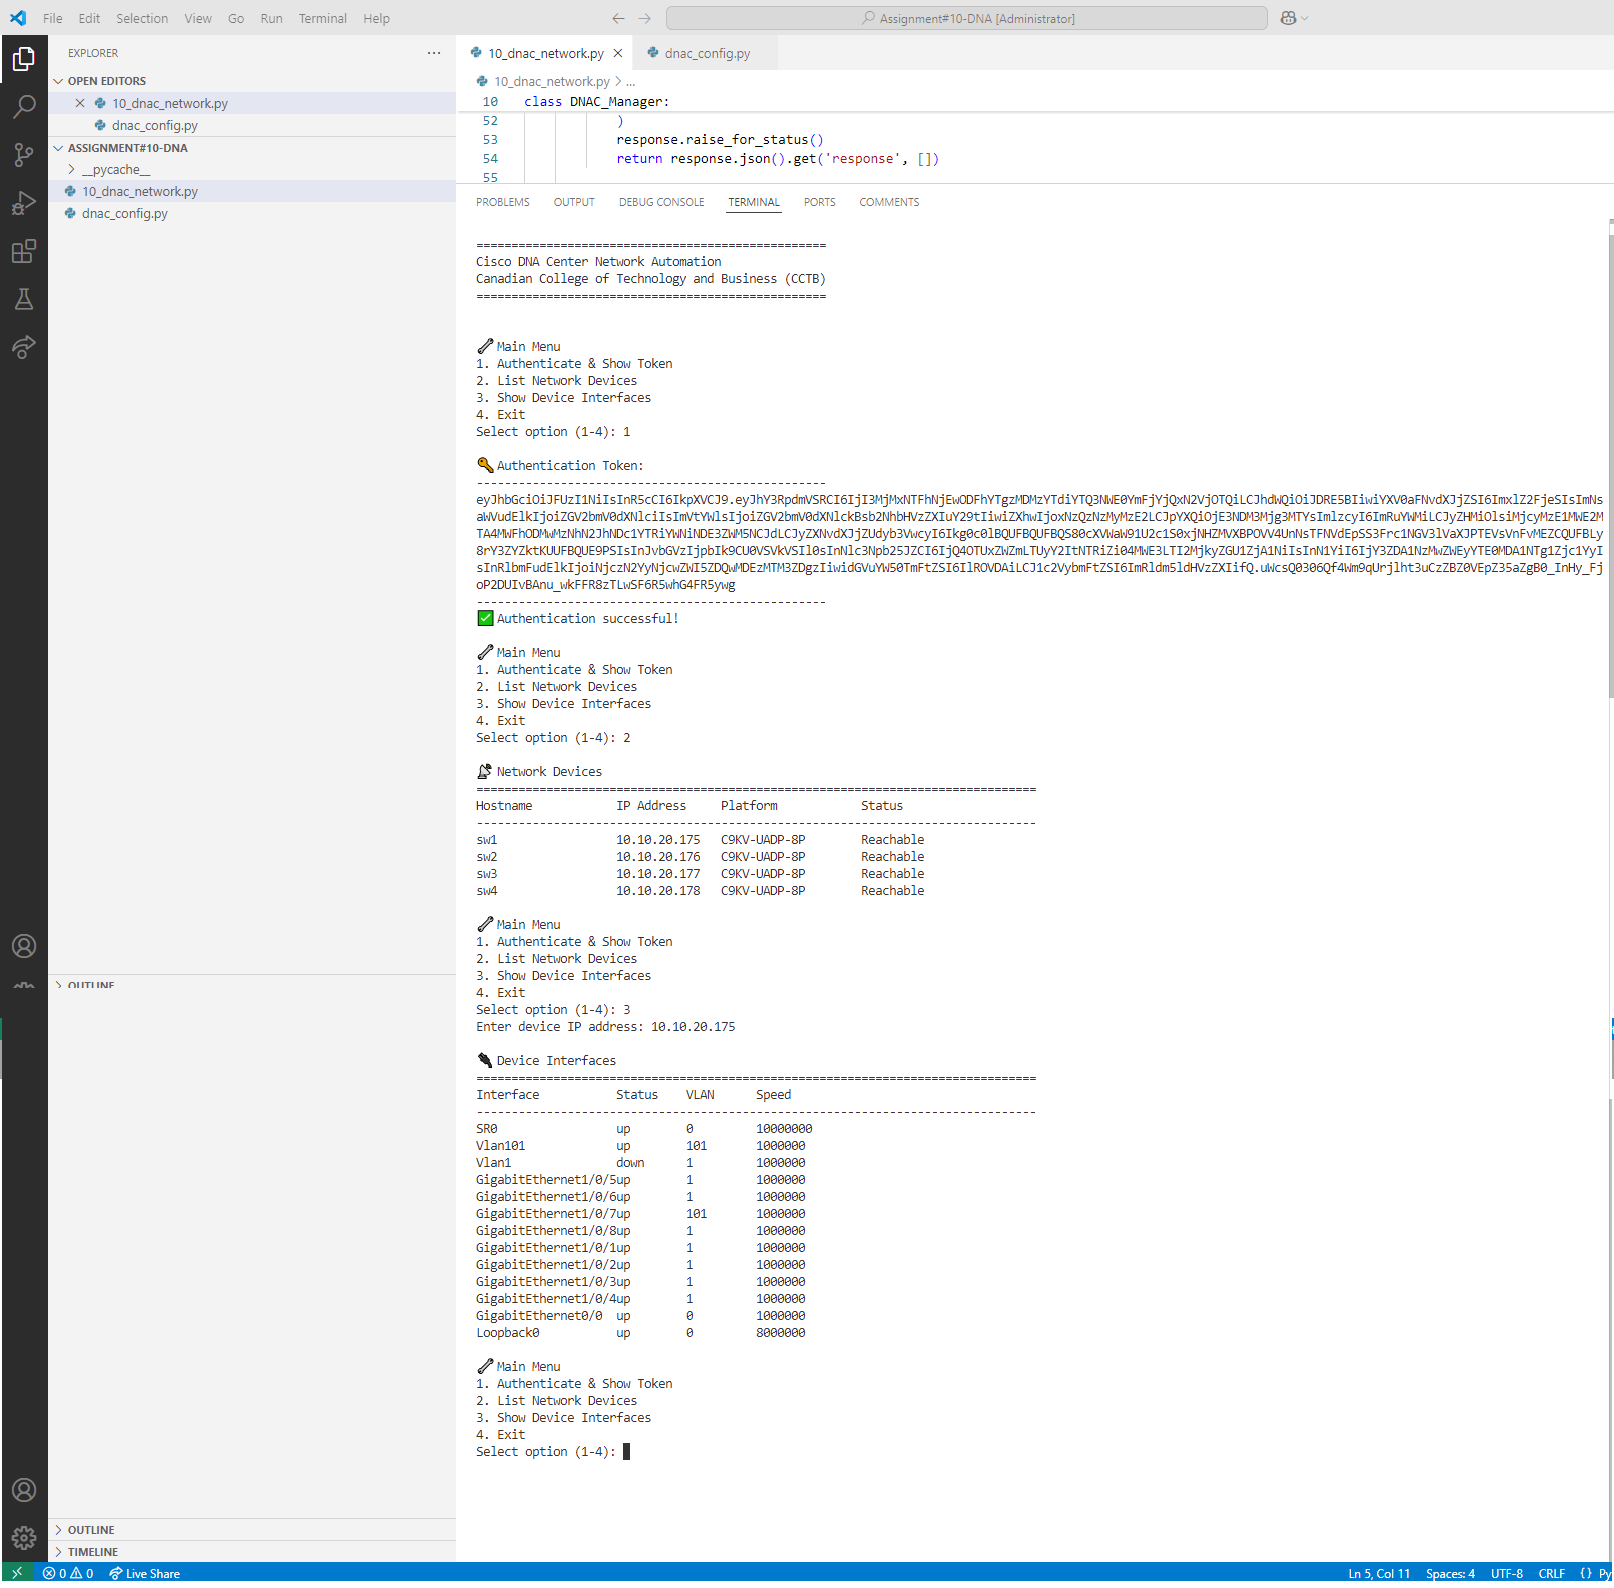 File Edit Selection View Go Run Terminal Help
Assignment#10-DNA [Administrator]
EXPLORER
OPEN EDITORS
10_dnac_network.py
dnac_config.py
ASSIGNMENT#10-DNA
__pycache__
10_dnac_network.py
dnac_config.py
OUTLINE
OUTLINE
TIMELINE
10_dnac_network.py
dnac_config.py
10_dnac_network.py > ...
10 class DNAC_Manager:
52 )
53 response.raise_for_status()
54 return response.json().get('response', [])
55
PROBLEMS OUTPUT DEBUG CONSOLE TERMINAL PORTS COMMENTS
==================================================
Cisco DNA Center Network Automation
Canadian College of Technology and Business (CCTB)
==================================================
Main Menu
1. Authenticate & Show Token
2. List Network Devices
3. Show Device Interfaces
4. Exit
Select option (1-4): 1
Authentication Token:
--------------------------------------------------
--------------------------------------------------
Authentication successful!
Main Menu
1. Authenticate & Show Token
2. List Network Devices
3. Show Device Interfaces
4. Exit
Select option (1-4): 2
Network Devices
================================================================================
Hostname IP Address Platform Status
--------------------------------------------------------------------------------
sw1 10.10.20.175 C9KV-UADP-8P Reachable
sw2 10.10.20.176 C9KV-UADP-8P Reachable
sw3 10.10.20.177 C9KV-UADP-8P Reachable
sw4 10.10.20.178 C9KV-UADP-8P Reachable
Main Menu
1. Authenticate & Show Token
2. List Network Devices
3. Show Device Interfaces
4. Exit
Select option (1-4): 3
Enter device IP address: 10.10.20.175
Device Interfaces
================================================================================
Interface Status VLAN Speed
--------------------------------------------------------------------------------
SR0 up 0 10000000
Vlan101 up 101 1000000
Vlan1 down 1 1000000
GigabitEthernet1/0/5up 1 1000000
GigabitEthernet1/0/6up 1 1000000
GigabitEthernet1/0/7up 101 1000000
GigabitEthernet1/0/8up 1 1000000
GigabitEthernet1/0/1up 1 1000000
GigabitEthernet1/0/2up 1 1000000
GigabitEthernet1/0/3up 1 1000000
GigabitEthernet1/0/4up 1 1000000
GigabitEthernet0/0 up 0 1000000
Loopback0 up 0 8000000
Main Menu
1. Authenticate & Show Token
2. List Network Devices
3. Show Device Interfaces
4. Exit
Select option (1-4):
0 0 Live Share Ln 5, Col 11 Spaces: 4 UTF-8 CRLF {} Py